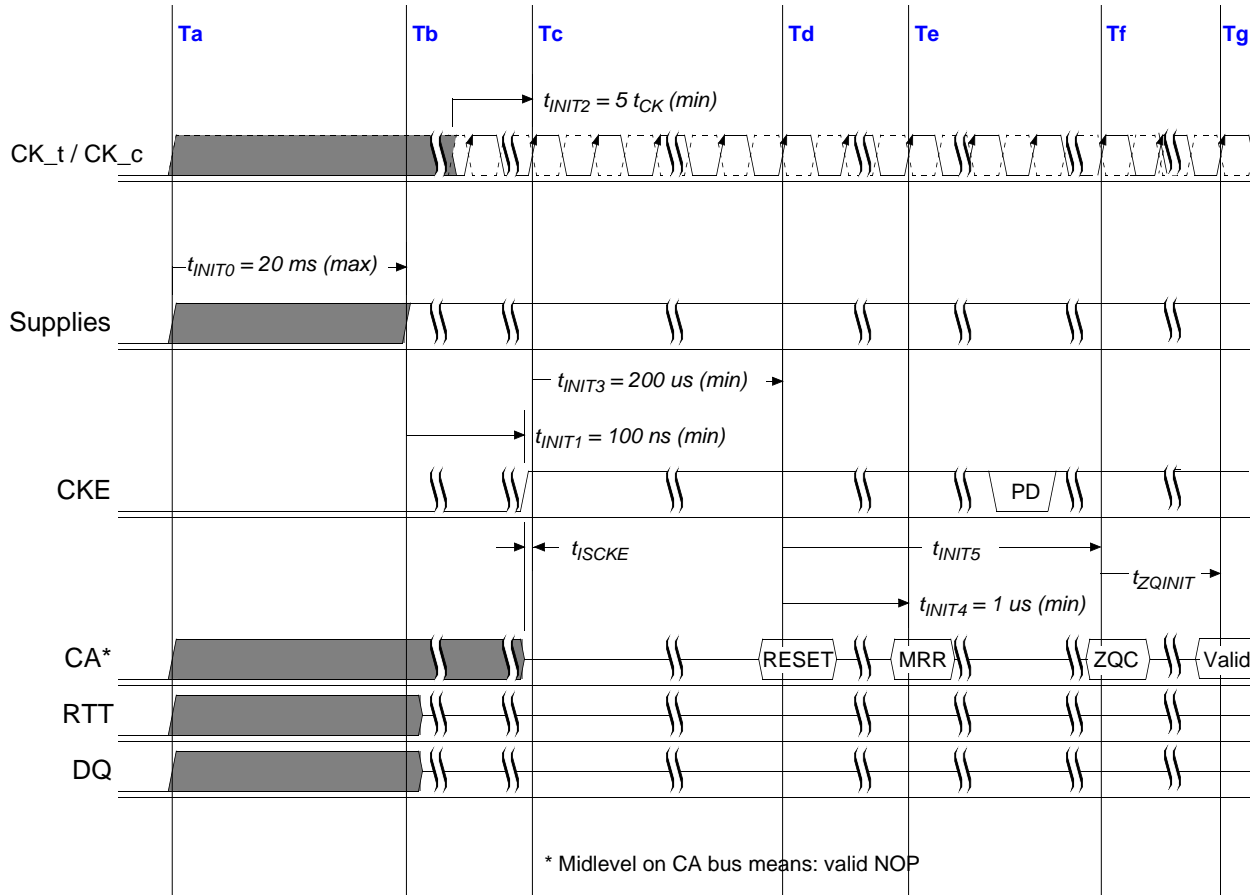 Ta Tb Tc Td Te Tf Tg
tINIT2 = 5 tCK (min)
CK_t / CK_c
tINIT0 = 20 ms (max)
Supplies
tINIT3 = 200 us (min)
tINIT1 = 100 ns (min)
CKE
PD
tISCKE
tINIT5
tZQINIT
tINIT4 = 1 us (min)
CA* RESET MRR ZQC Valid
RTT
DQ
* Midlevel on CA bus means: valid NOP